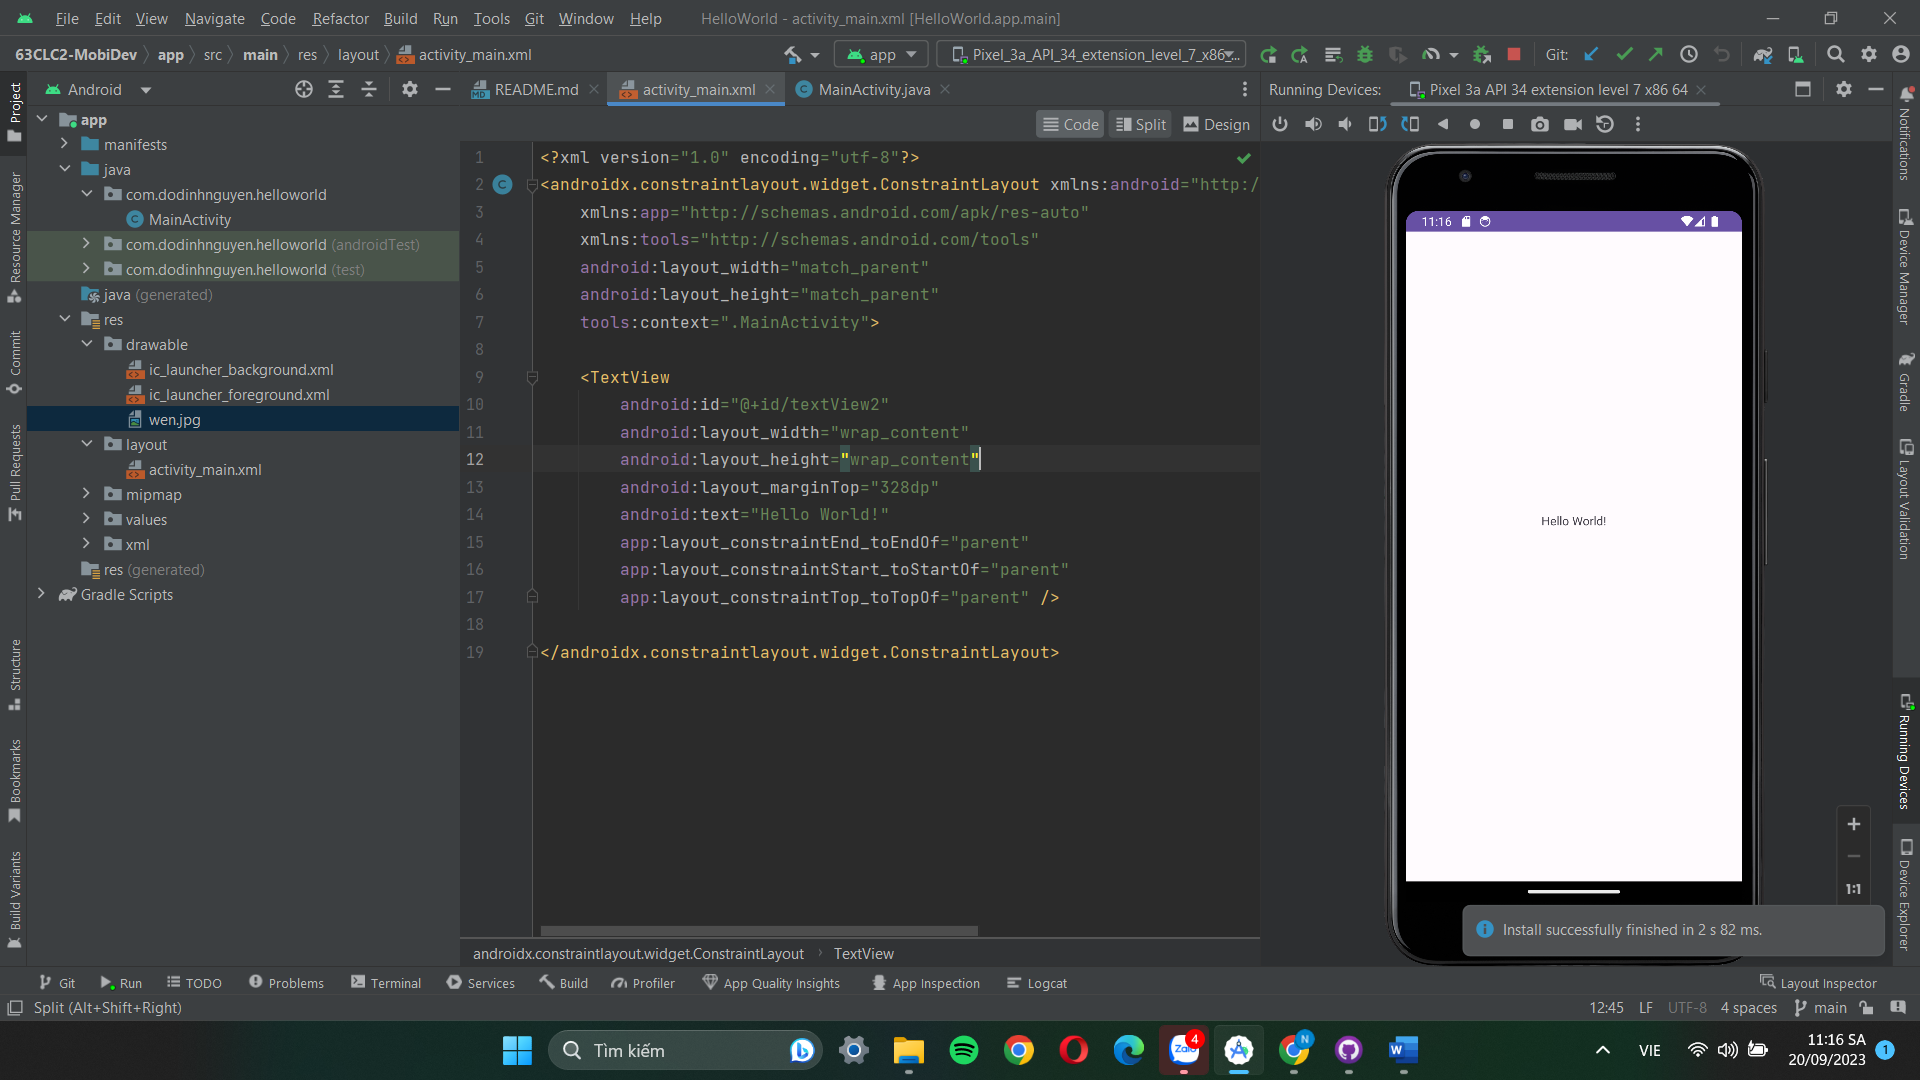 File Edit View Navigate Code Refactor Build Run Tools Git Window Help HelloWorld - activity_main.xml [HelloWorld.app.main]
63CLC2-MobiDev app src main res layout activity_main.xml app Pixel_3a_API_34_extension_level_7_x86... Git:
Project
Resource Manager
Commit
Pull Requests
Structure
Bookmarks
Build Variants
Android
app
manifests
java
com.dodinhnguyen.helloworld
MainActivity
com.dodinhnguyen.helloworld (androidTest)
com.dodinhnguyen.helloworld (test)
java (generated)
res
drawable
ic_launcher_background.xml
ic_launcher_foreground.xml
wen.jpg
layout
activity_main.xml
mipmap
values
xml
res (generated)
Gradle Scripts
README.md activity_main.xml MainActivity.java
Code Split Design
1 <?xml version="1.0" encoding="utf-8"?>
2 <androidx.constraintlayout.widget.ConstraintLayout xmlns:android="http:/
3 xmlns:app="http://schemas.android.com/apk/res-auto"
4 xmlns:tools="http://schemas.android.com/tools"
5 android:layout_width="match_parent"
6 android:layout_height="match_parent"
7 tools:context=".MainActivity">
8
9 <TextView
10 android:id="@+id/textView2"
11 android:layout_width="wrap_content"
12 android:layout_height="wrap_content"
13 android:layout_marginTop="328dp"
14 android:text="Hello World!"
15 app:layout_constraintEnd_toEndOf="parent"
16 app:layout_constraintStart_toStartOf="parent"
17 app:layout_constraintTop_toTopOf="parent" />
18
19 </androidx.constraintlayout.widget.ConstraintLayout>
androidx.constraintlayout.widget.ConstraintLayout TextView
Running Devices: Pixel 3a API 34 extension level 7 x86 64
11:16
Hello World!
1:1
Install successfully finished in 2 s 82 ms.
Notifications
Device Manager
Gradle
Layout Validation
Running Devices
Device Explorer
Git Run TODO Problems Terminal Services Build Profiler App Quality Insights App Inspection Logcat Layout Inspector
Split (Alt+Shift+Right) 12:45 LF UTF-8 4 spaces main
Tìm kiếm Zalo 4 N W VIE 11:16 SA 1
20/09/2023